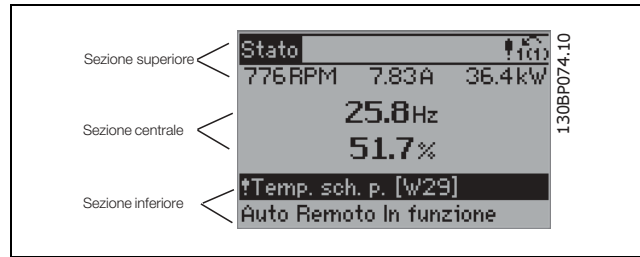 Sezione superiore
Stato !1(1)
776RPM 7.83A 36.4kW
Sezione centrale
25.8Hz
51.7%
Sezione inferiore
!Temp. sch. p. [W29]
Auto Remoto In funzione
130BP074.10